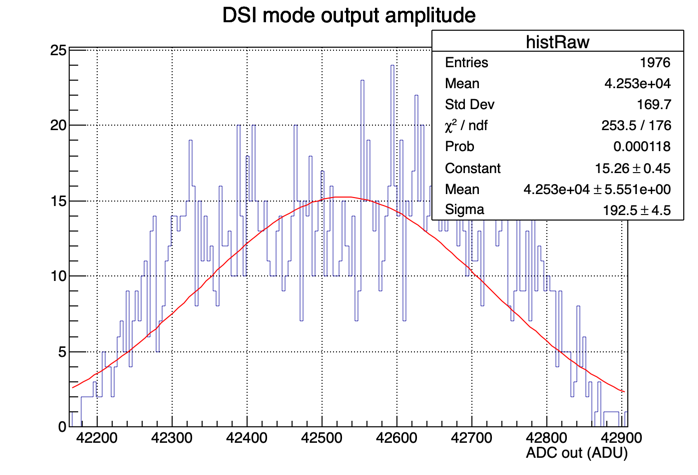 DSI mode output amplitude
histRaw
Entries 1976
Mean 4.253e+04
Std Dev 169.7
χ² / ndf 253.5 / 176
Prob 0.000118
Constant 15.26 ± 0.45
Mean 4.253e+04 ± 5.551e+00
Sigma 192.5 ± 4.5
25
20
15
10
5
0
42200 42300 42400 42500 42600 42700 42800 42900
ADC out (ADU)